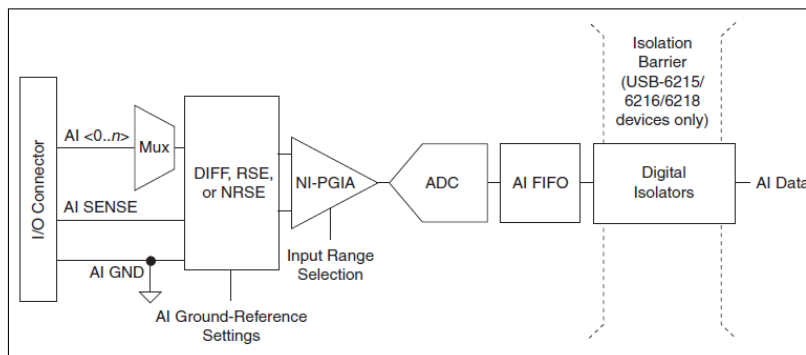 I/O Connector
AI <0..n>
Mux
AI SENSE
AI GND
DIFF, RSE,
or NRSE
AI Ground-Reference
Settings
NI-PGIA
Input Range
Selection
ADC
AI FIFO
Isolation
Barrier
(USB-6215/
6216/6218
devices only)
Digital
Isolators
AI Data